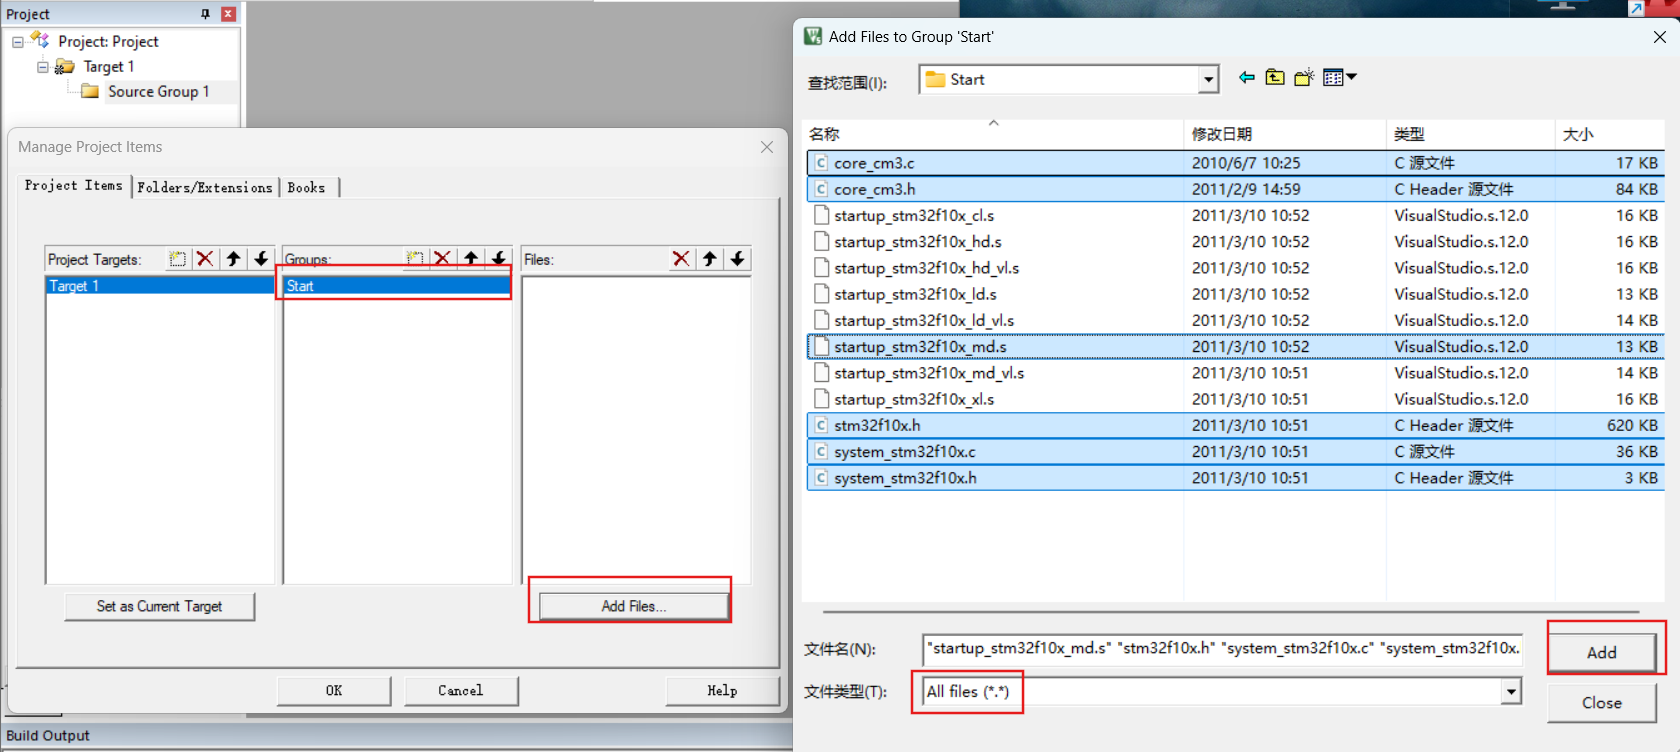 Project
Project: Project
Target 1
Source Group 1
Manage Project Items
Project Items Folders/Extensions Books
Project Targets:
Groups:
Files:
Target 1
Start
Set as Current Target
Add Files...
OK
Cancel
Help
Build Output
Add Files to Group 'Start'
查找范围(I):
Start
名称 修改日期 类型 大小
core_cm3.c 2010/6/7 10:25 C 源文件 17 KB
core_cm3.h 2011/2/9 14:59 C Header 源文件 84 KB
startup_stm32f10x_cl.s 2011/3/10 10:52 VisualStudio.s.12.0 16 KB
startup_stm32f10x_hd.s 2011/3/10 10:52 VisualStudio.s.12.0 16 KB
startup_stm32f10x_hd_vl.s 2011/3/10 10:52 VisualStudio.s.12.0 16 KB
startup_stm32f10x_ld.s 2011/3/10 10:52 VisualStudio.s.12.0 13 KB
startup_stm32f10x_ld_vl.s 2011/3/10 10:52 VisualStudio.s.12.0 14 KB
startup_stm32f10x_md.s 2011/3/10 10:52 VisualStudio.s.12.0 13 KB
startup_stm32f10x_md_vl.s 2011/3/10 10:51 VisualStudio.s.12.0 14 KB
startup_stm32f10x_xl.s 2011/3/10 10:51 VisualStudio.s.12.0 16 KB
stm32f10x.h 2011/3/10 10:51 C Header 源文件 620 KB
system_stm32f10x.c 2011/3/10 10:51 C 源文件 36 KB
system_stm32f10x.h 2011/3/10 10:51 C Header 源文件 3 KB
文件名(N):
"startup_stm32f10x_md.s" "stm32f10x.h" "system_stm32f10x.c" "system_stm32f10x.
Add
文件类型(T):
All files (*.*)
Close